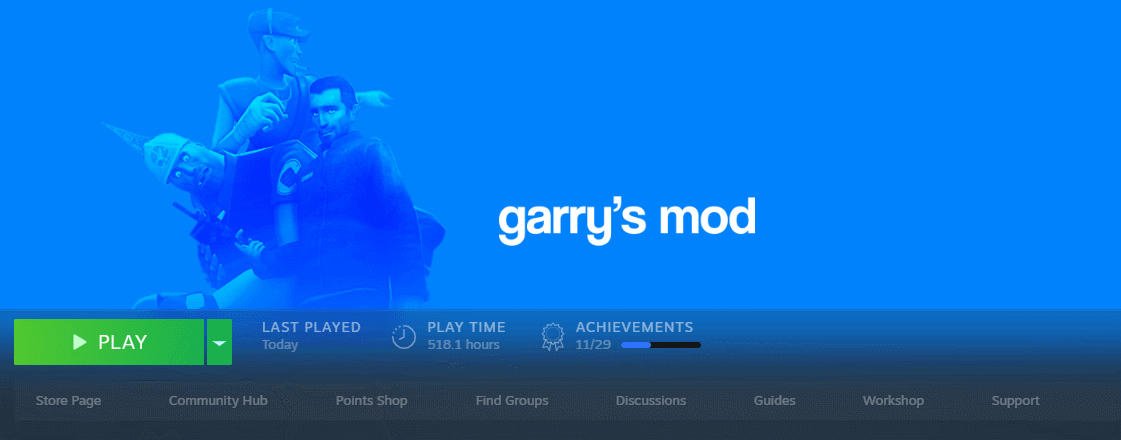 garry's mod
PLAY
LAST PLAYED
Today
PLAY TIME
518.1 hours
ACHIEVEMENTS
11/29
Store Page
Community Hub
Points Shop
Find Groups
Discussions
Guides
Workshop
Support